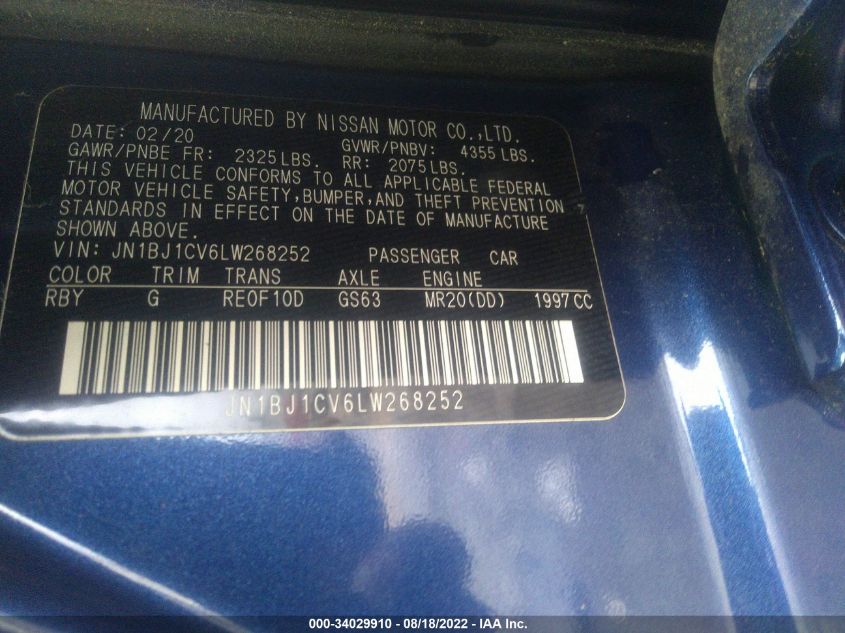 MANUFACTURED BY NISSAN MOTOR CO.,LTD.
DATE: 02/20 GVWR/PNBV: 4355 LBS.
GAWR/PNBE FR: 2325 LBS. RR: 2075 LBS.
THIS VEHICLE CONFORMS TO ALL APPLICABLE FEDERAL
MOTOR VEHICLE SAFETY,BUMPER,AND THEFT PREVENTION
STANDARDS IN EFFECT ON THE DATE OF MANUFACTURE
SHOWN ABOVE.
VIN: JN1BJ1CV6LW268252 PASSENGER CAR
COLOR TRIM TRANS AXLE ENGINE
RBY G RE0F10D GS63 MR20(DD) 1997 CC
JN1BJ1CV6LW268252
000-34029910 - 08/18/2022 - IAA Inc.